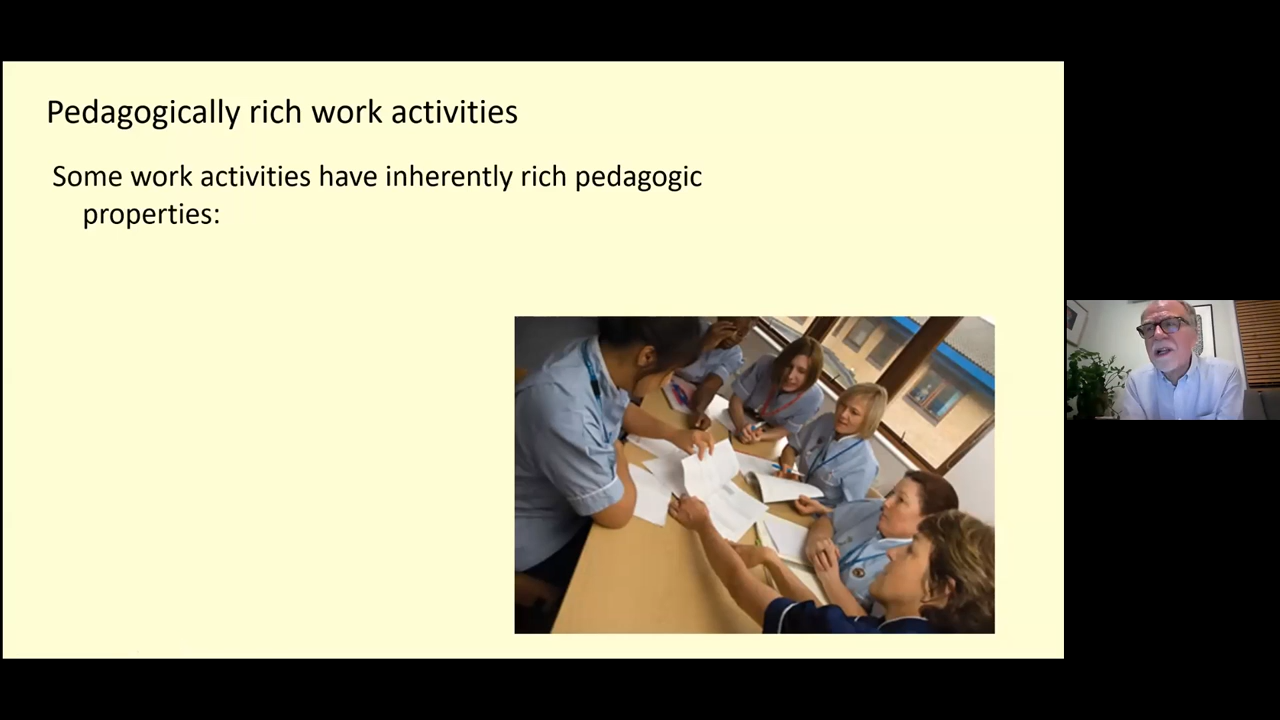 Pedagogically rich work activities
Some work activities have inherently rich pedagogic
properties: